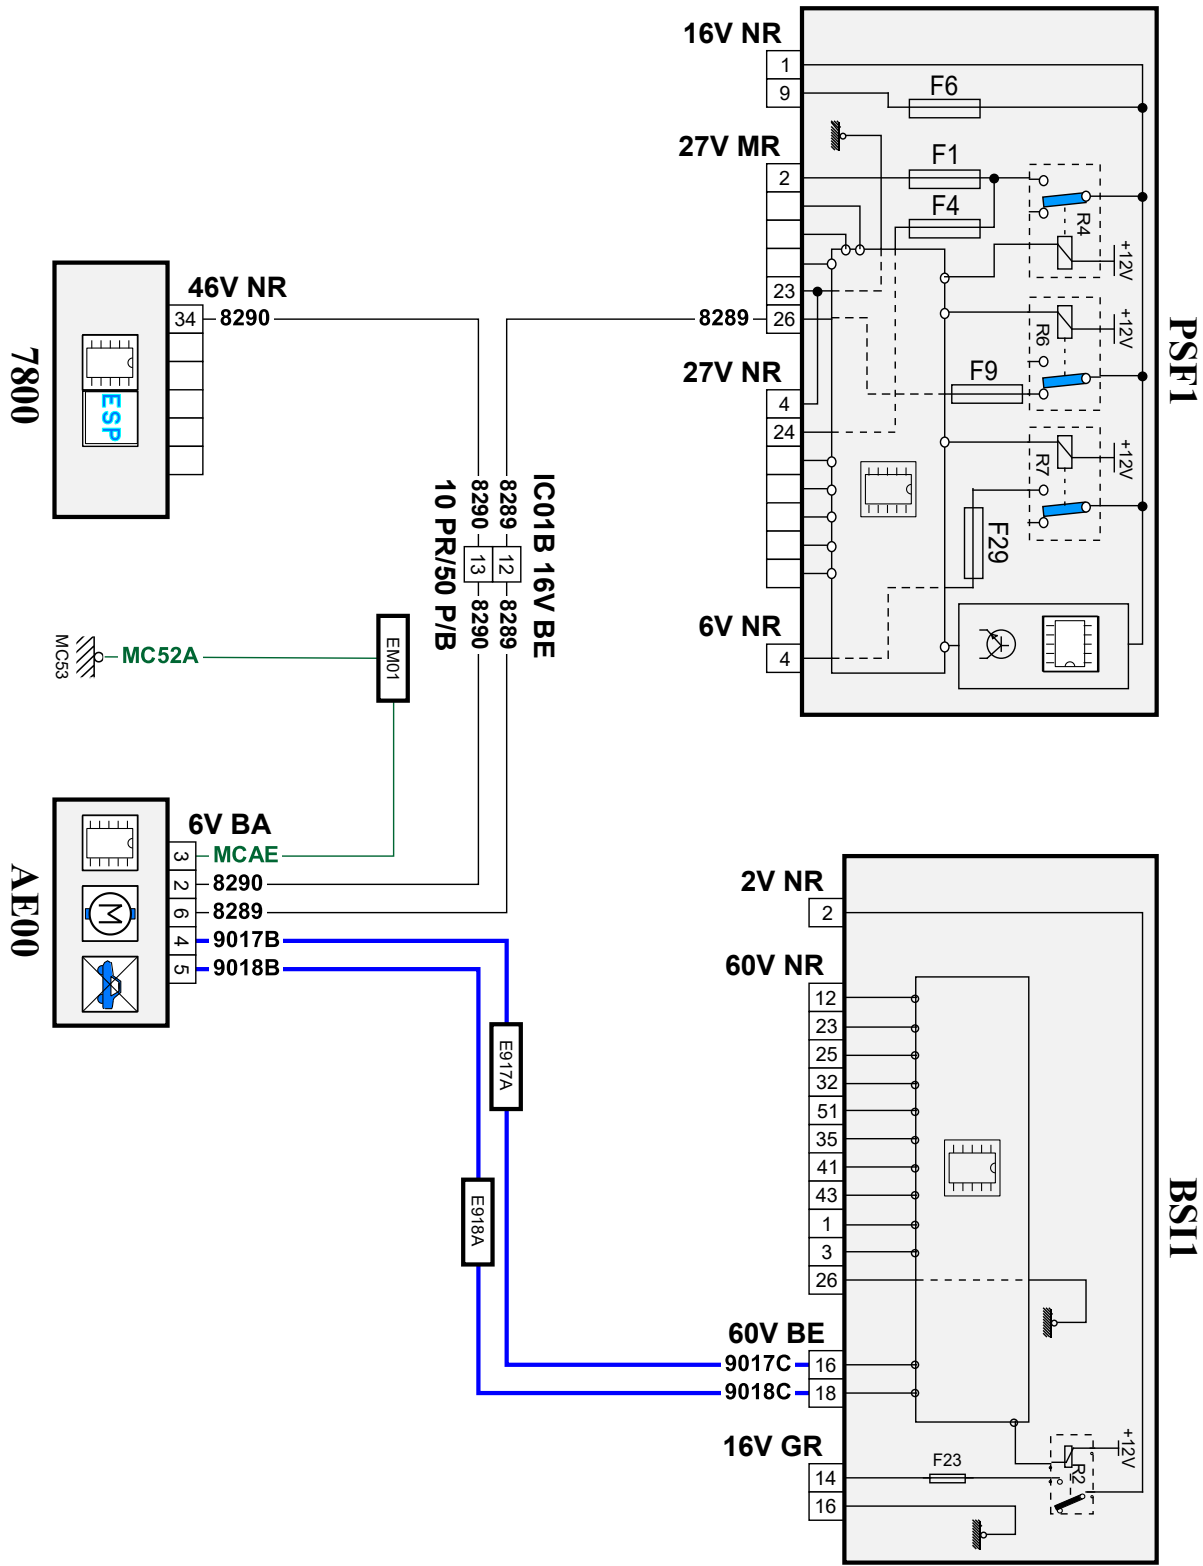 16V NR
1
9
F6
27V MR
2
F1
F4
R4
+12V
23
26
8289
R6
+12V
F9
27V NR
4
24
R7
+12V
F29
6V NR
4
PSF1
46V NR
34
8290
ESP
7800
8290
8289
13
12
8290
8289
IC01B 16V BE
10 PR/50 P/B
EM01
MC52A
MC53
6V BA
3
MCAE
2
8290
6
8289
4
9017B
5
9018B
M
AE00
E917A
E918A
2V NR
2
60V NR
12
23
25
32
51
35
41
43
1
3
26
60V BE
9017C
16
9018C
18
16V GR
14
16
F23
R2
+12V
BSI1